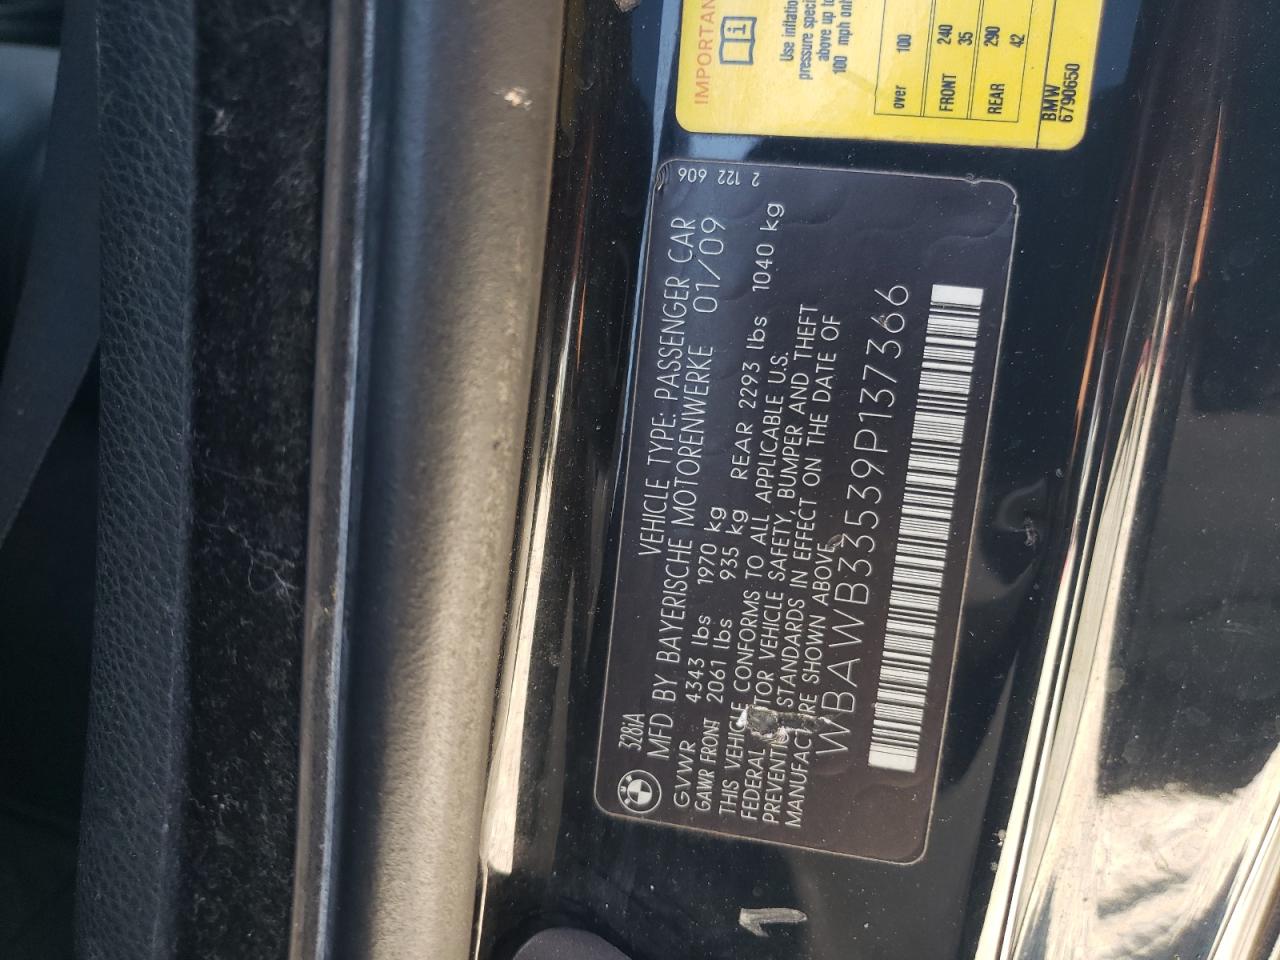 IMPORTAN
i
Use inflatio
pressure speci
above up to
100 mph onl
over 100
FRONT 240
35
REAR 290
42
BMW
6790650
2 122 606
328iA VEHICLE TYPE: PASSENGER CAR
MFD BY BAYERISCHE MOTORENWERKE 01/09
GVWR 4343 lbs 1970 kg
GAWR FRONT 2061 lbs 935 kg REAR 2293 lbs 1040 kg
THIS VEHICLE CONFORMS TO ALL APPLICABLE U.S.
FEDERAL TOR VEHICLE SAFETY, BUMPER AND THEFT
PREVENTI STANDARDS IN EFFECT ON THE DATE OF
MANUFACTURE SHOWN ABOVE
WBAWB33539P137366